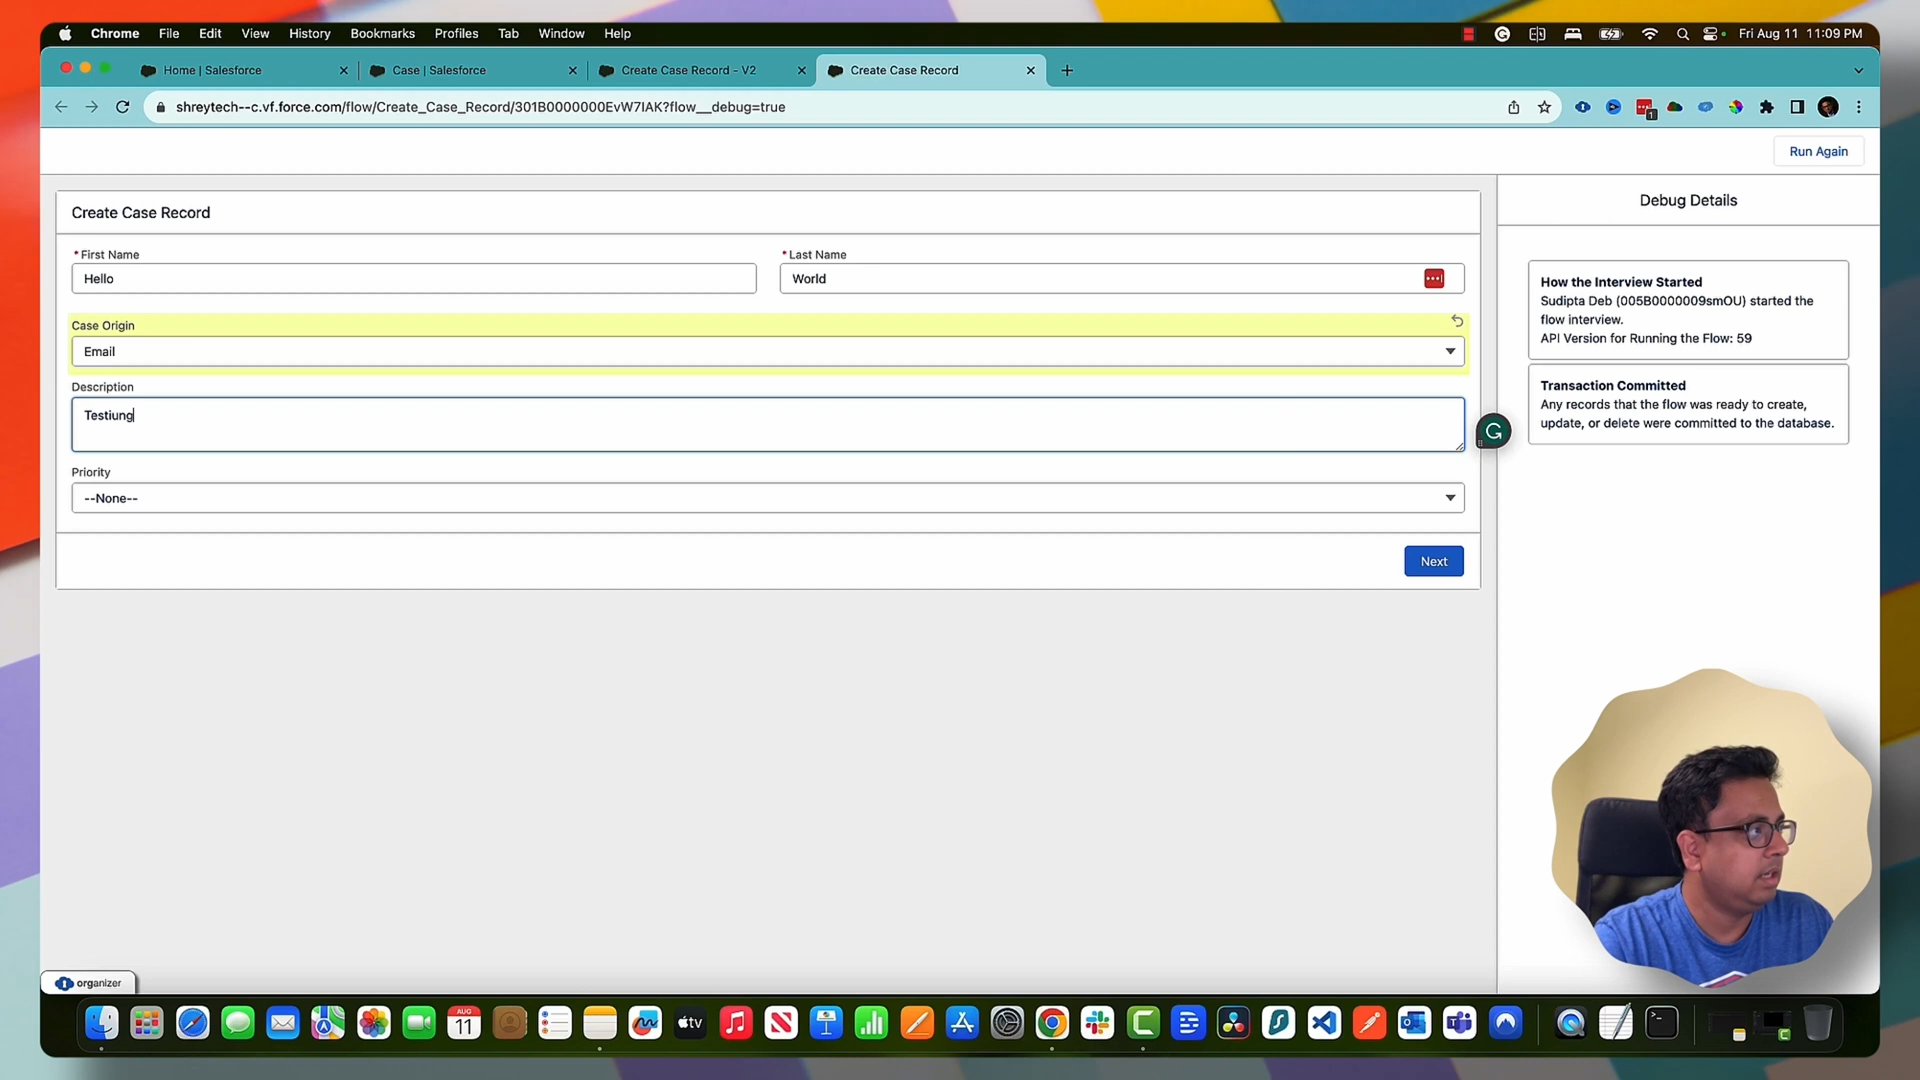 Chrome File Edit View History Bookmarks Profiles Tab Window Help Fri Aug 11 11:09 PM
Home | Salesforce Case | Salesforce Create Case Record - V2 Create Case Record
shreytech--c.vf.force.com/flow/Create_Case_Record/301B0000000EvW7IAK?flow__debug=true
1
Run Again
Create Case Record
* First Name
Hello
* Last Name
World
Case Origin
Email
Description
Testiung
Priority
--None--
Next
Debug Details
How the Interview Started
Sudipta Deb (005B0000009smOU) started the
flow interview.
API Version for Running the Flow: 59
Transaction Committed
Any records that the flow was ready to create,
update, or delete were committed to the database.
organizer
AUG
11
tv